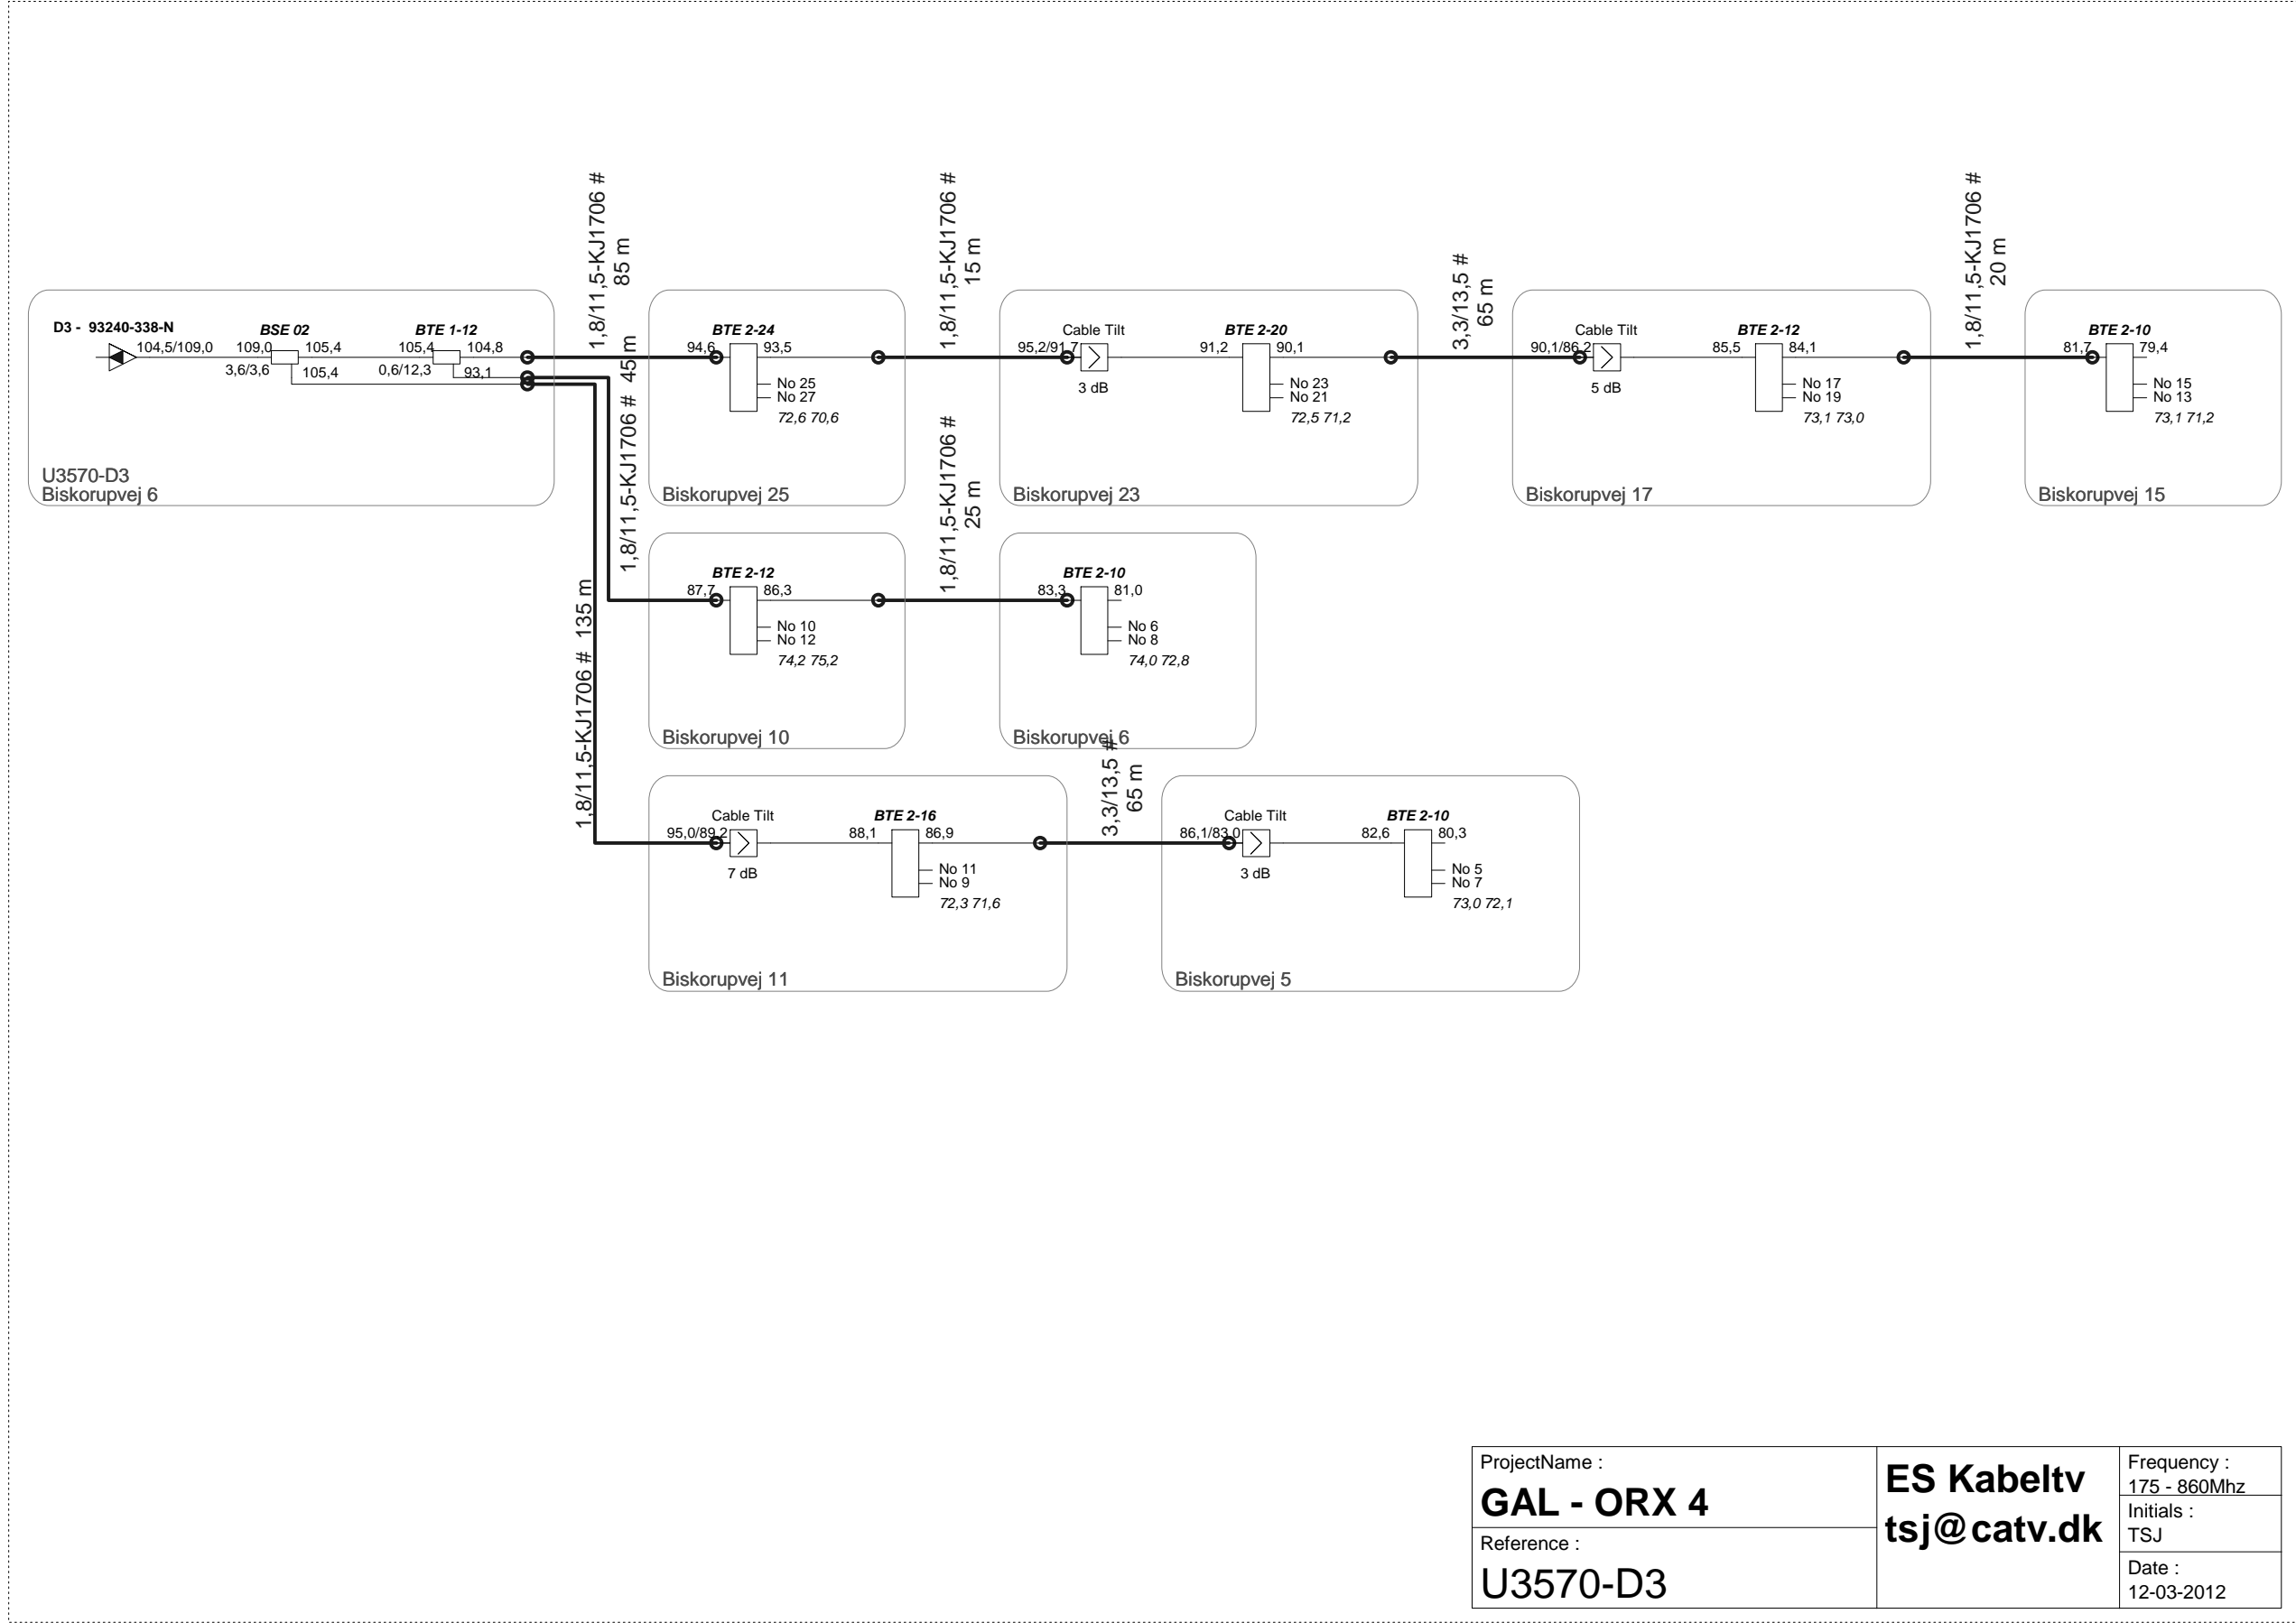 1,8/11,5-KJ1706 #
85 m
1,8/11,5-KJ1706 #
15 m
3,3/13,5 #
65 m
1,8/11,5-KJ1706 #
20 m
D3 - 93240-338-N
104,5/109,0
BSE 02
109,0
105,4
3,6/3,6
105,4
BTE 1-12
105,4
104,8
0,6/12,3
93,1
U3570-D3
Biskorupvej 6
BTE 2-24
94,6
93,5
No 25
No 27
72,6 70,6
Biskorupvej 25
Cable Tilt
95,2/91,7
3 dB
BTE 2-20
91,2
90,1
No 23
No 21
72,5 71,2
Biskorupvej 23
Cable Tilt
90,1/86,2
5 dB
BTE 2-12
85,5
84,1
No 17
No 19
73,1 73,0
Biskorupvej 17
BTE 2-10
81,7
79,4
No 15
No 13
73,1 71,2
Biskorupvej 15
1,8/11,5-KJ1706 # 45 m
1,8/11,5-KJ1706 #
25 m
BTE 2-12
87,7
86,3
No 10
No 12
74,2 75,2
Biskorupvej 10
BTE 2-10
83,3
81,0
No 6
No 8
74,0 72,8
Biskorupvej 6
1,8/11,5-KJ1706 # 135 m
3,3/13,5 #
65 m
Cable Tilt
95,0/89,2
7 dB
BTE 2-16
88,1
86,9
No 11
No 9
72,3 71,6
Biskorupvej 11
Cable Tilt
86,1/83,0
3 dB
BTE 2-10
82,6
80,3
No 5
No 7
73,0 72,1
Biskorupvej 5
ProjectName :
GAL - ORX 4
Reference :
U3570-D3
ES Kabeltv
tsj@catv.dk
Frequency :
175 - 860Mhz
Initials :
TSJ
Date :
12-03-2012